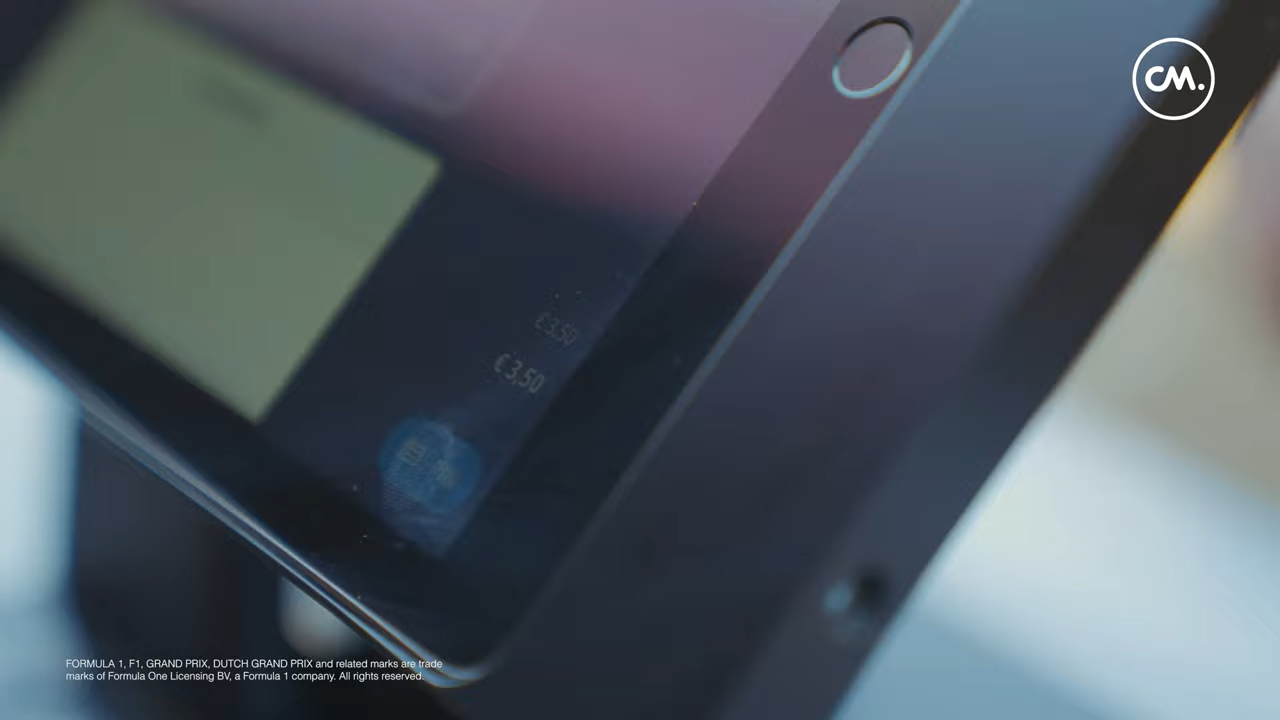 CM.
€3,50
€3,50
FORMULA 1, F1, GRAND PRIX, DUTCH GRAND PRIX and related marks are trade
marks of Formula One Licensing BV, a Formula 1 company. All rights reserved.